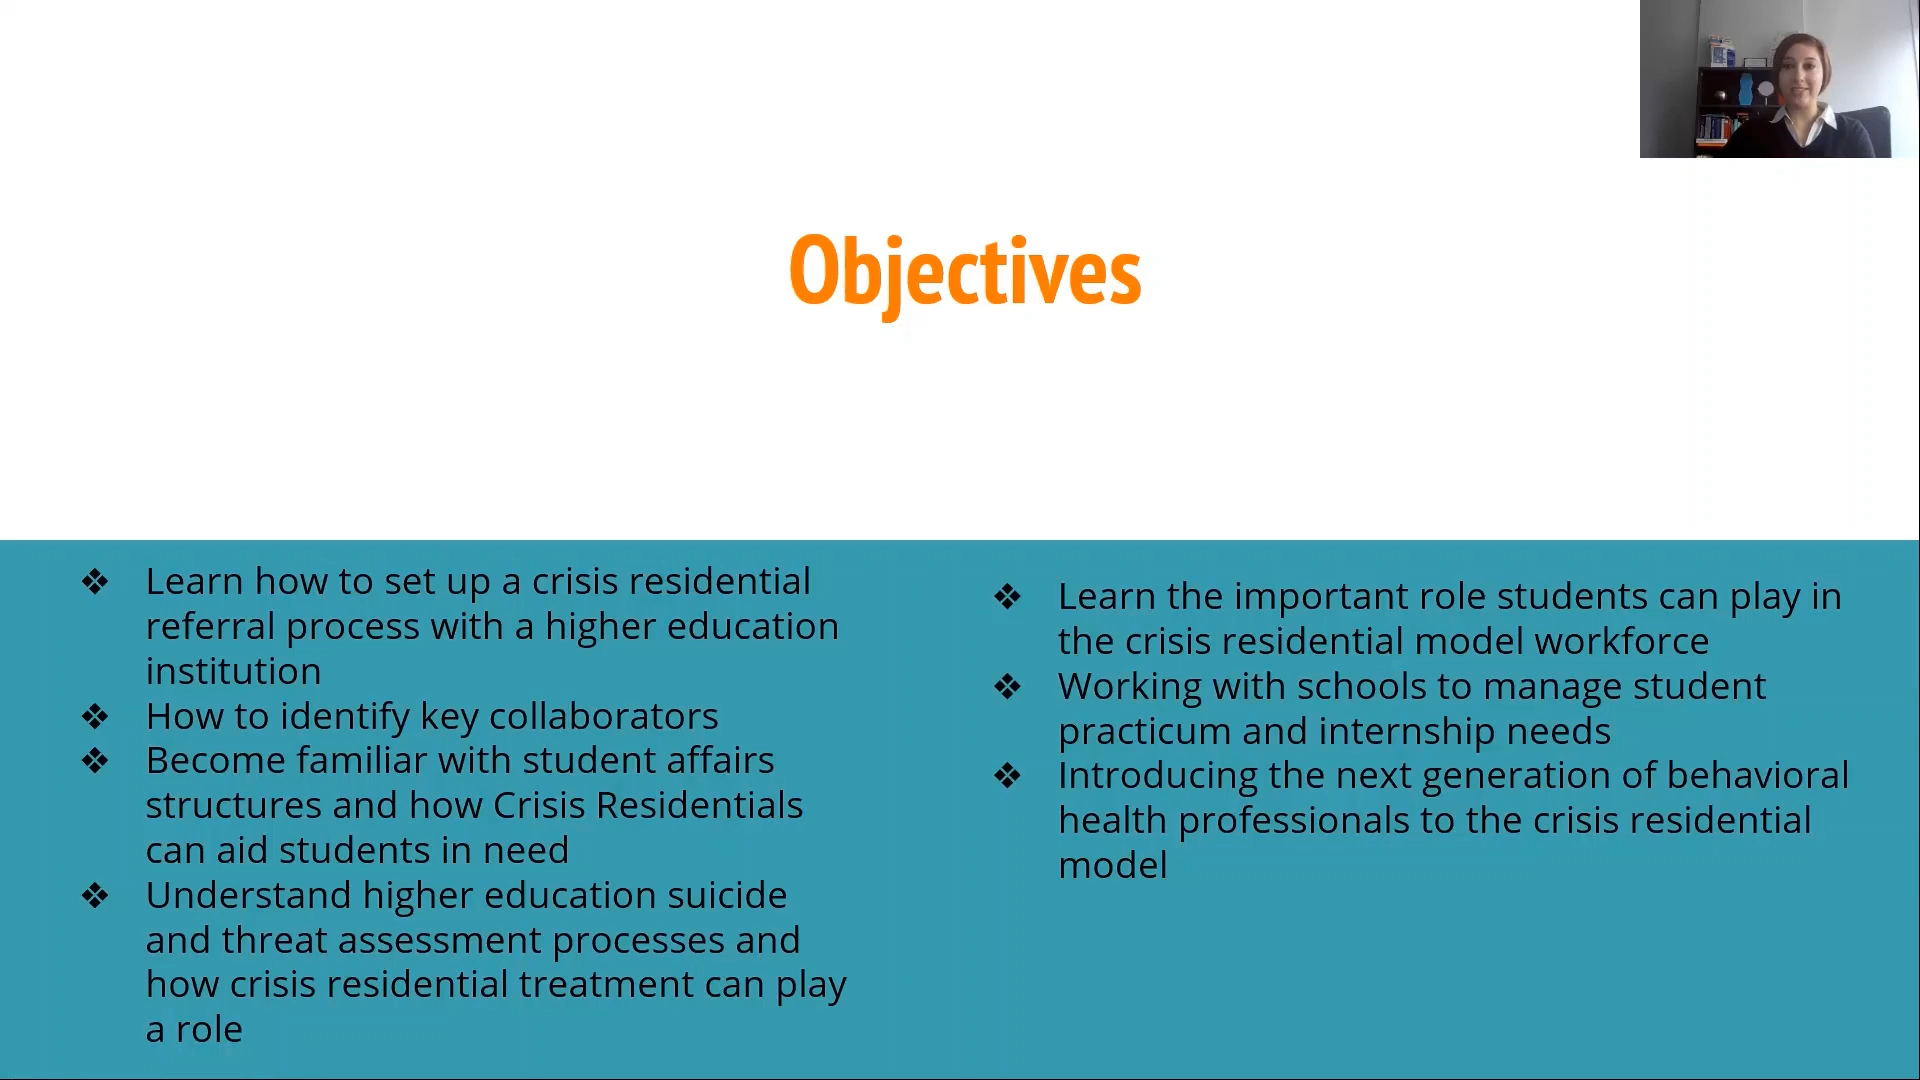 Objectives
❖ Learn how to set up a crisis residential
referral process with a higher education
institution
❖ How to identify key collaborators
❖ Become familiar with student affairs
structures and how Crisis Residentials
can aid students in need
❖ Understand higher education suicide
and threat assessment processes and
how crisis residential treatment can play
a role
❖ Learn the important role students can play in
the crisis residential model workforce
❖ Working with schools to manage student
practicum and internship needs
❖ Introducing the next generation of behavioral
health professionals to the crisis residential
model